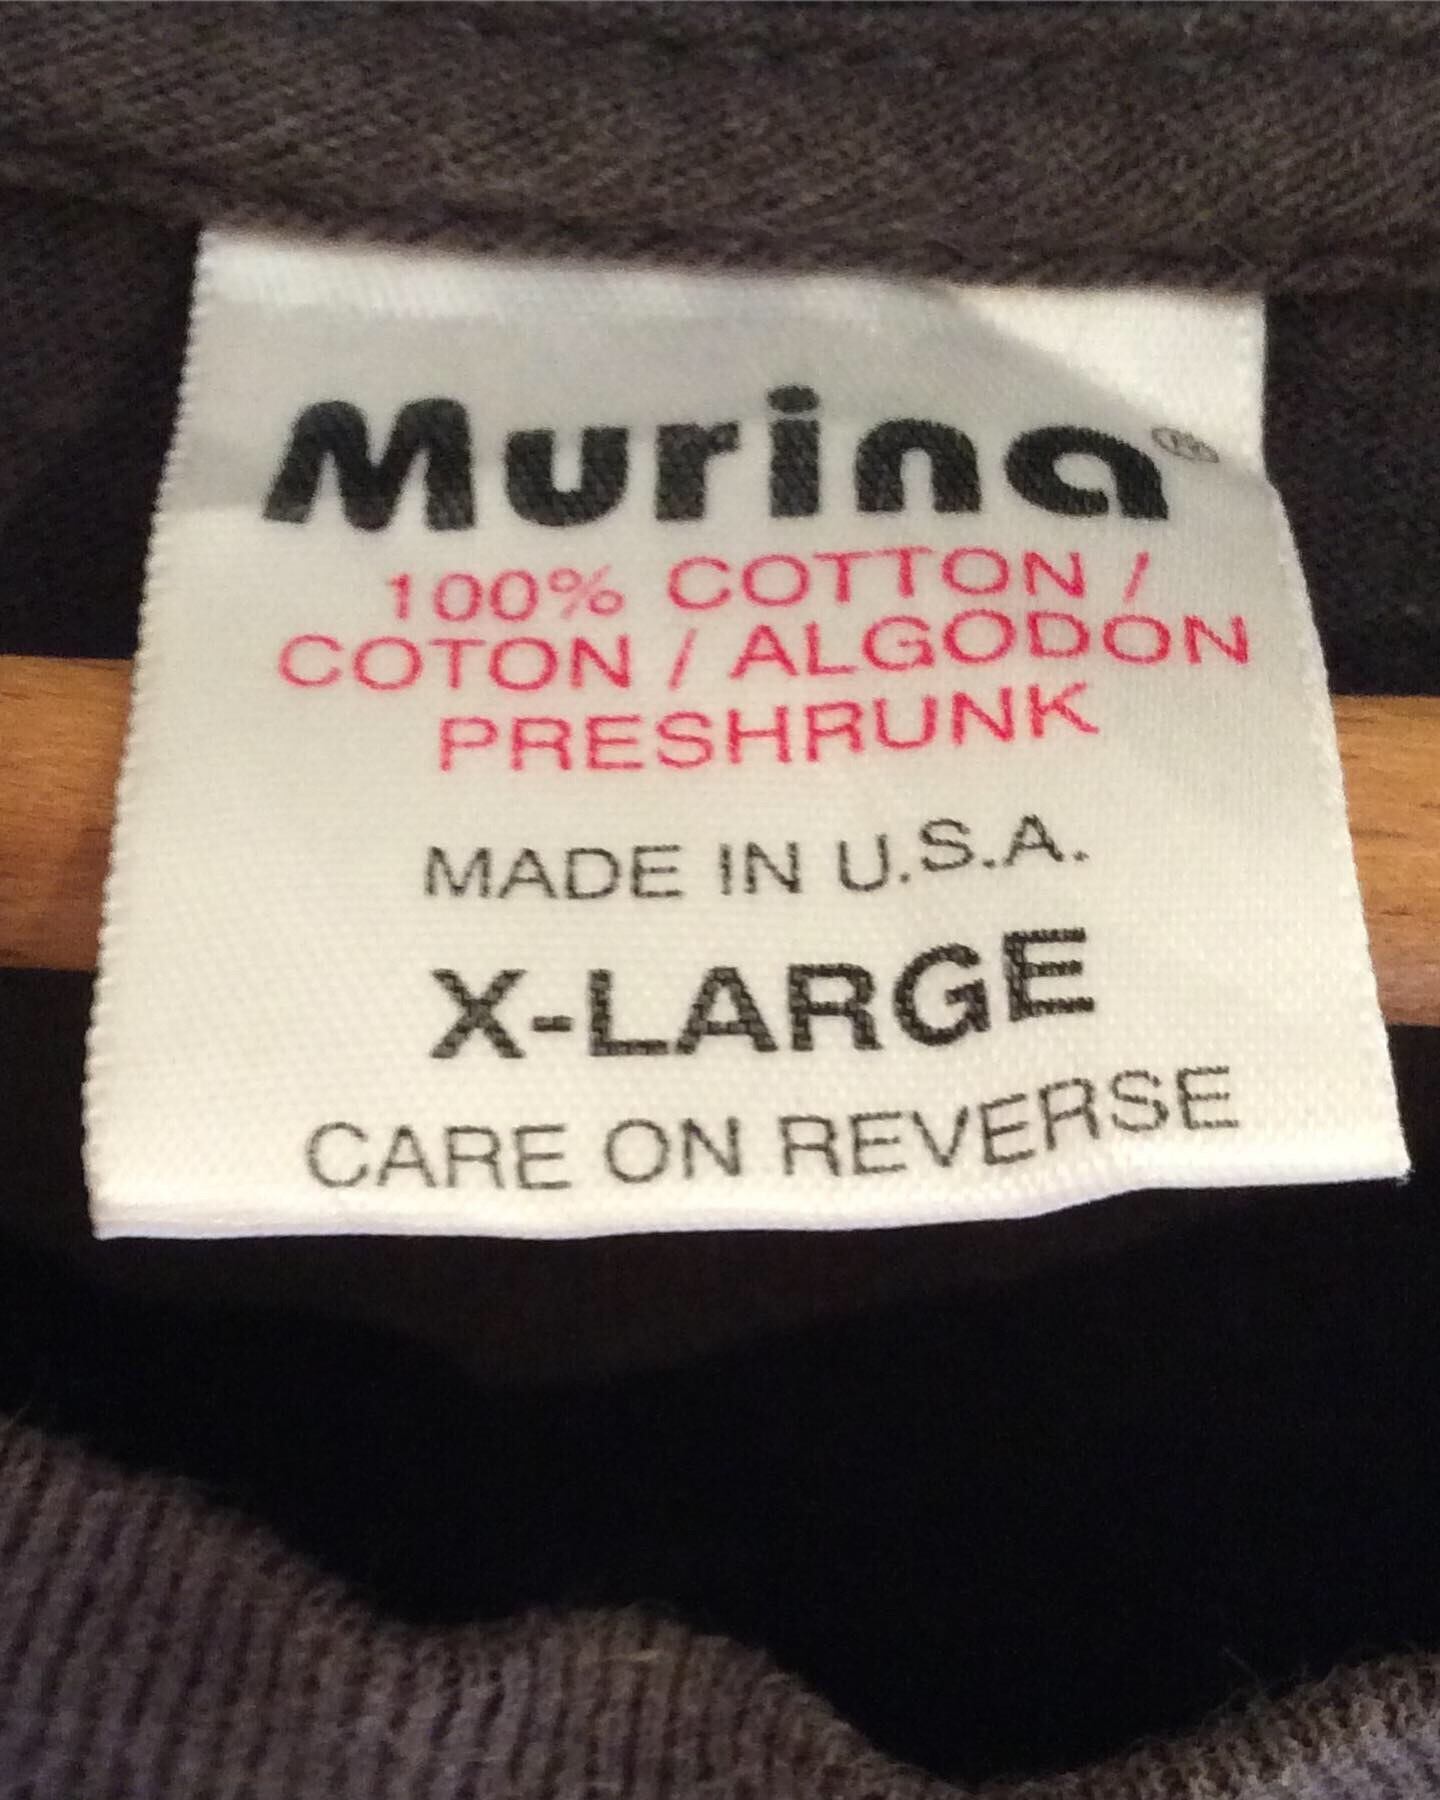 Murina®
100% COTTON /
COTON / ALGODON
PRESHRUNK
MADE IN U.S.A.
X-LARGE
CARE ON REVERSE